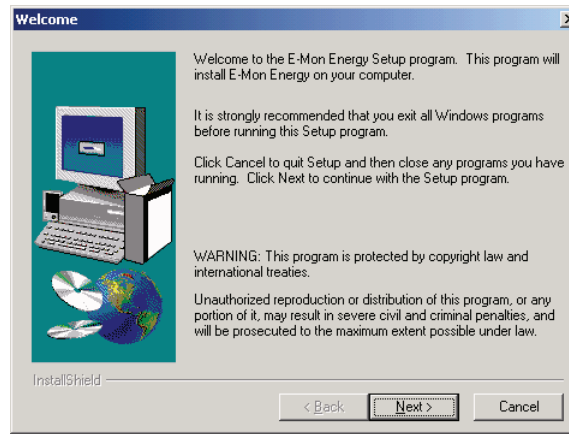 Welcome
Welcome to the E-Mon Energy Setup program. This program will
install E-Mon Energy on your computer.
It is strongly recommended that you exit all Windows programs
before running this Setup program.
Click Cancel to quit Setup and then close any programs you have
running. Click Next to continue with the Setup program.
WARNING: This program is protected by copyright law and
international treaties.
Unauthorized reproduction or distribution of this program, or any
portion of it, may result in severe civil and criminal penalties, and
will be prosecuted to the maximum extent possible under law.
InstallShield
< Back
Next >
Cancel